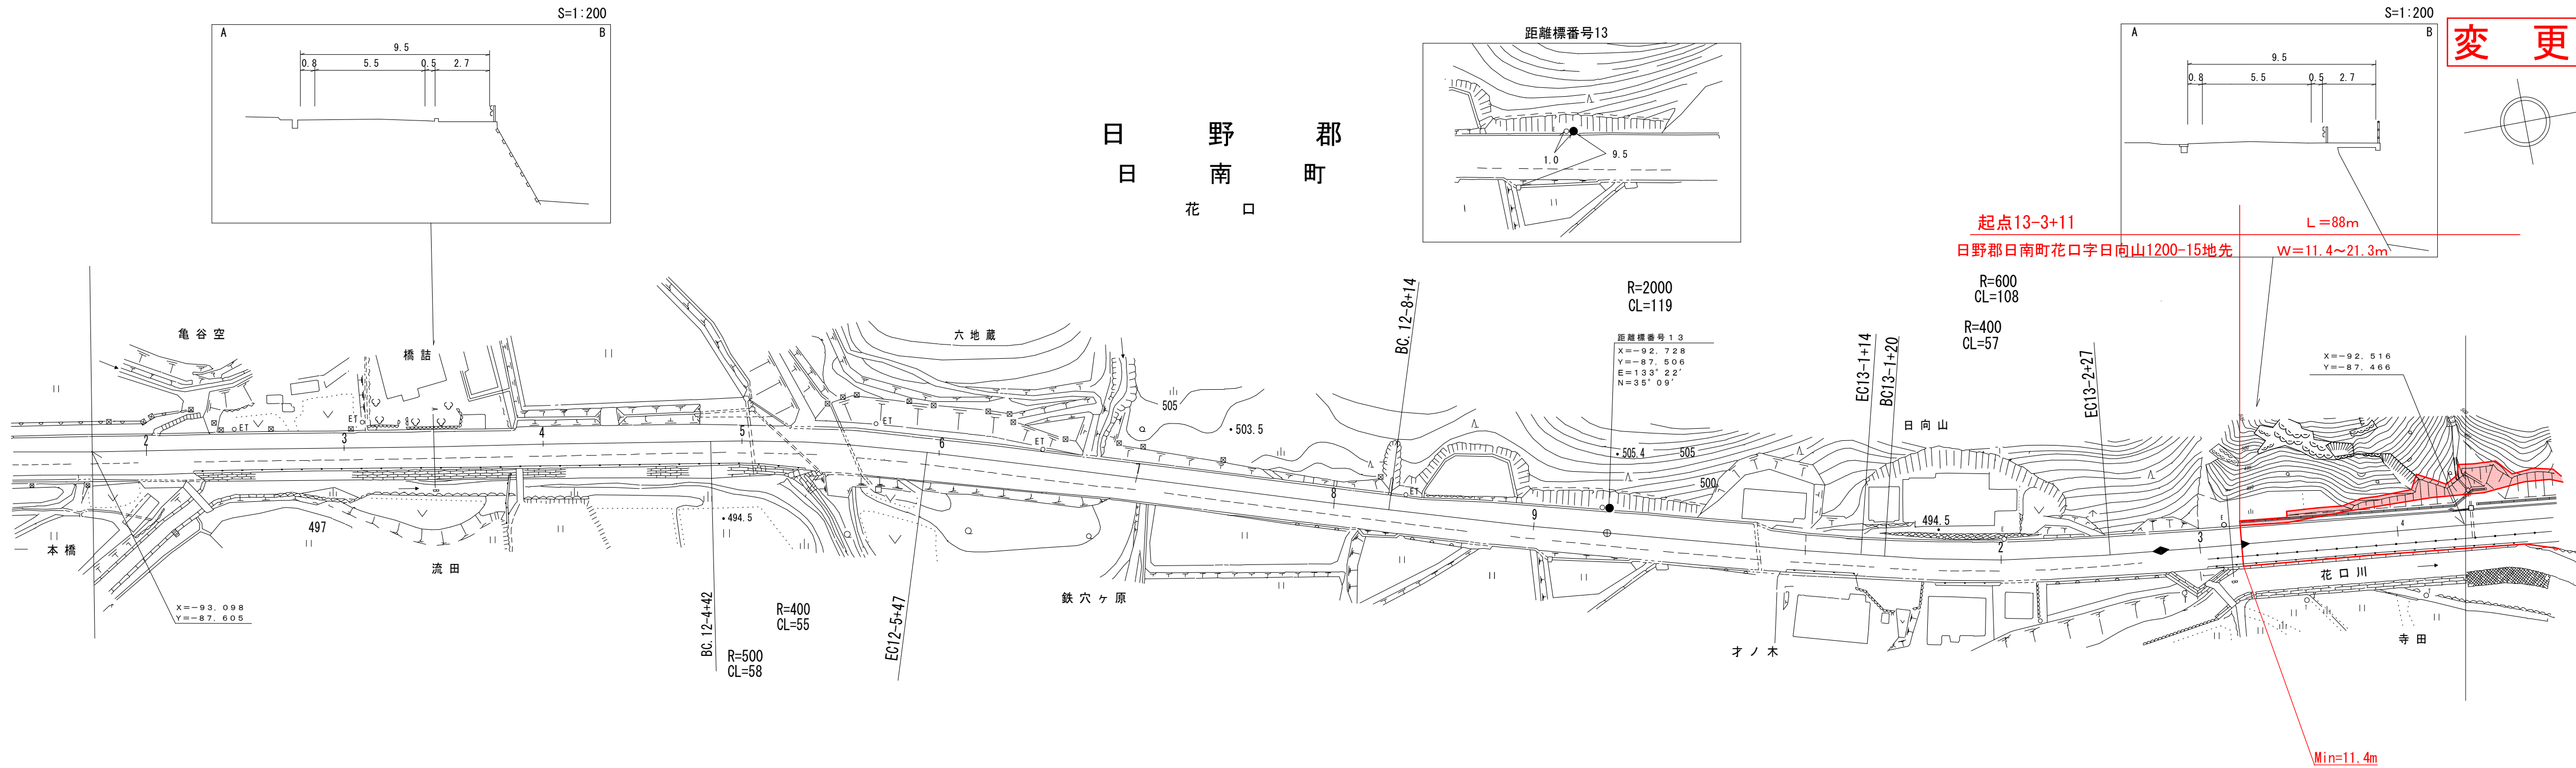 S=1:200
A
B
9.5
0.8
5.5
0.5
2.7
日野郡
日南町
花口
距離標番号13
1.0
9.5
S=1:200
A
B
9.5
0.8
5.5
0.5
2.7
変更
起点13-3+11
L=88m
日野郡日南町花口字日向山1200-15地先
W=11.4~21.3m
R=2000
CL=119
R=600
CL=108
R=400
CL=57
距離標番号13
X=-92.728
Y=-87.506
E=133°22′
N=35°09′
X=-92.516
Y=-87.466
BC.12-8+14
EC13-1+14
BC13-1+20
EC13-2+27
亀谷空
橋詰
六地蔵
日向山
505
503.5
505.4
505
500
494.5
ET
ET
ET
ET
ET
2
3
4
5
6
7
8
9
2
3
4
497
494.5
本橋
流田
鉄穴ヶ原
才ノ木
花口川
寺田
X=-93.098
Y=-87.605
BC.12-4+42
EC12-5+47
R=400
CL=55
R=500
CL=58
Min=11.4m